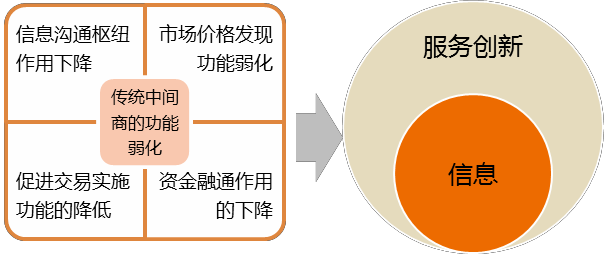 信息沟通枢纽
作用下降
市场价格发现
功能弱化
传统中间
商的功能
弱化
促进交易实施
功能的降低
资金融通作用
的下降
服务创新
信息